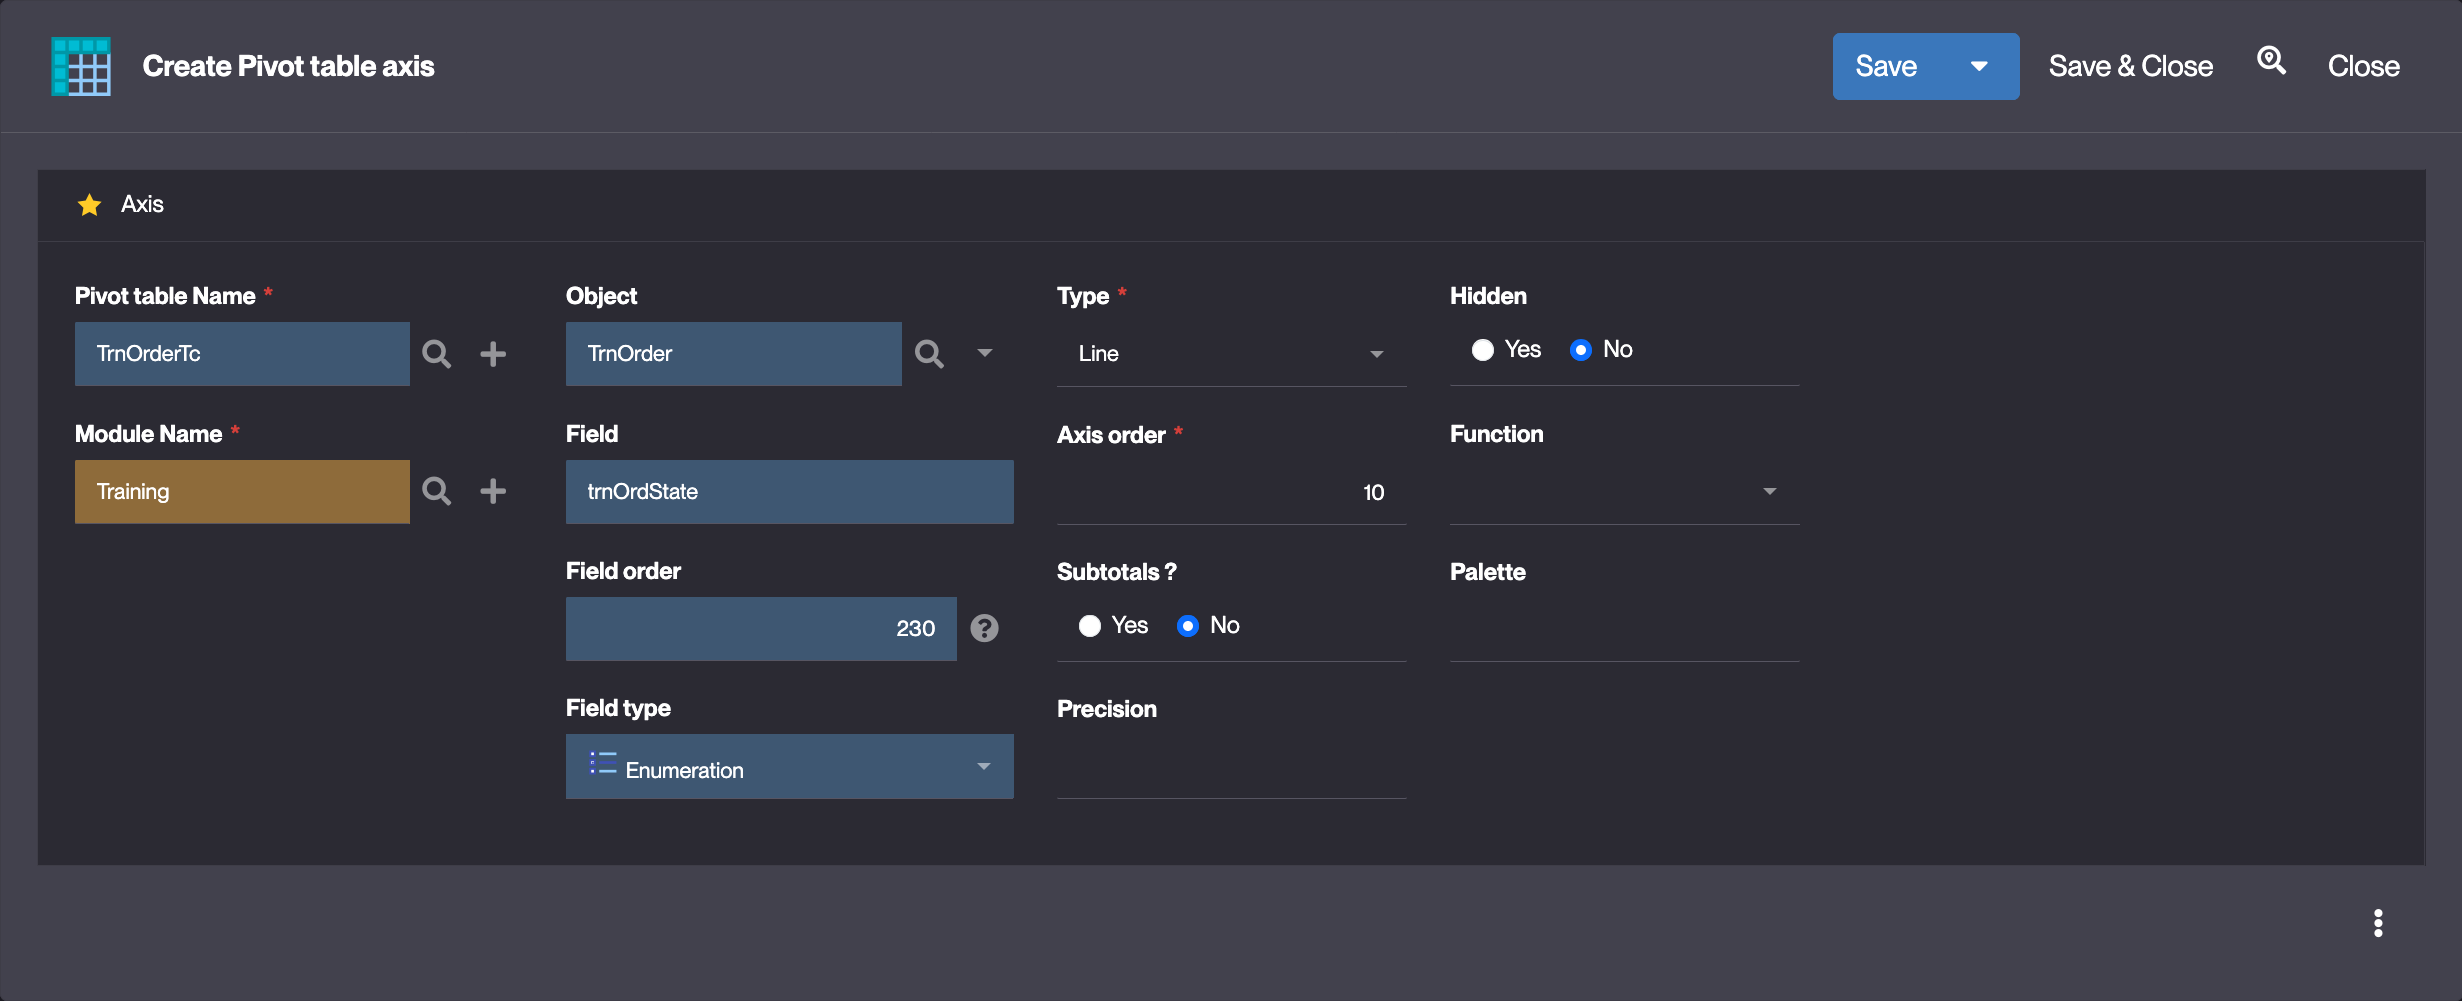 Create Pivot table axis
Save
Save & Close
Close
Axis
Pivot table Name *
TrnOrderTc
Module Name *
Training
Object
TrnOrder
Field
trnOrdState
Field order
230
?
Field type
Enumeration
Type *
Line
Axis order *
10
Subtotals ?
Yes No
Precision
Hidden
Yes No
Function
Palette